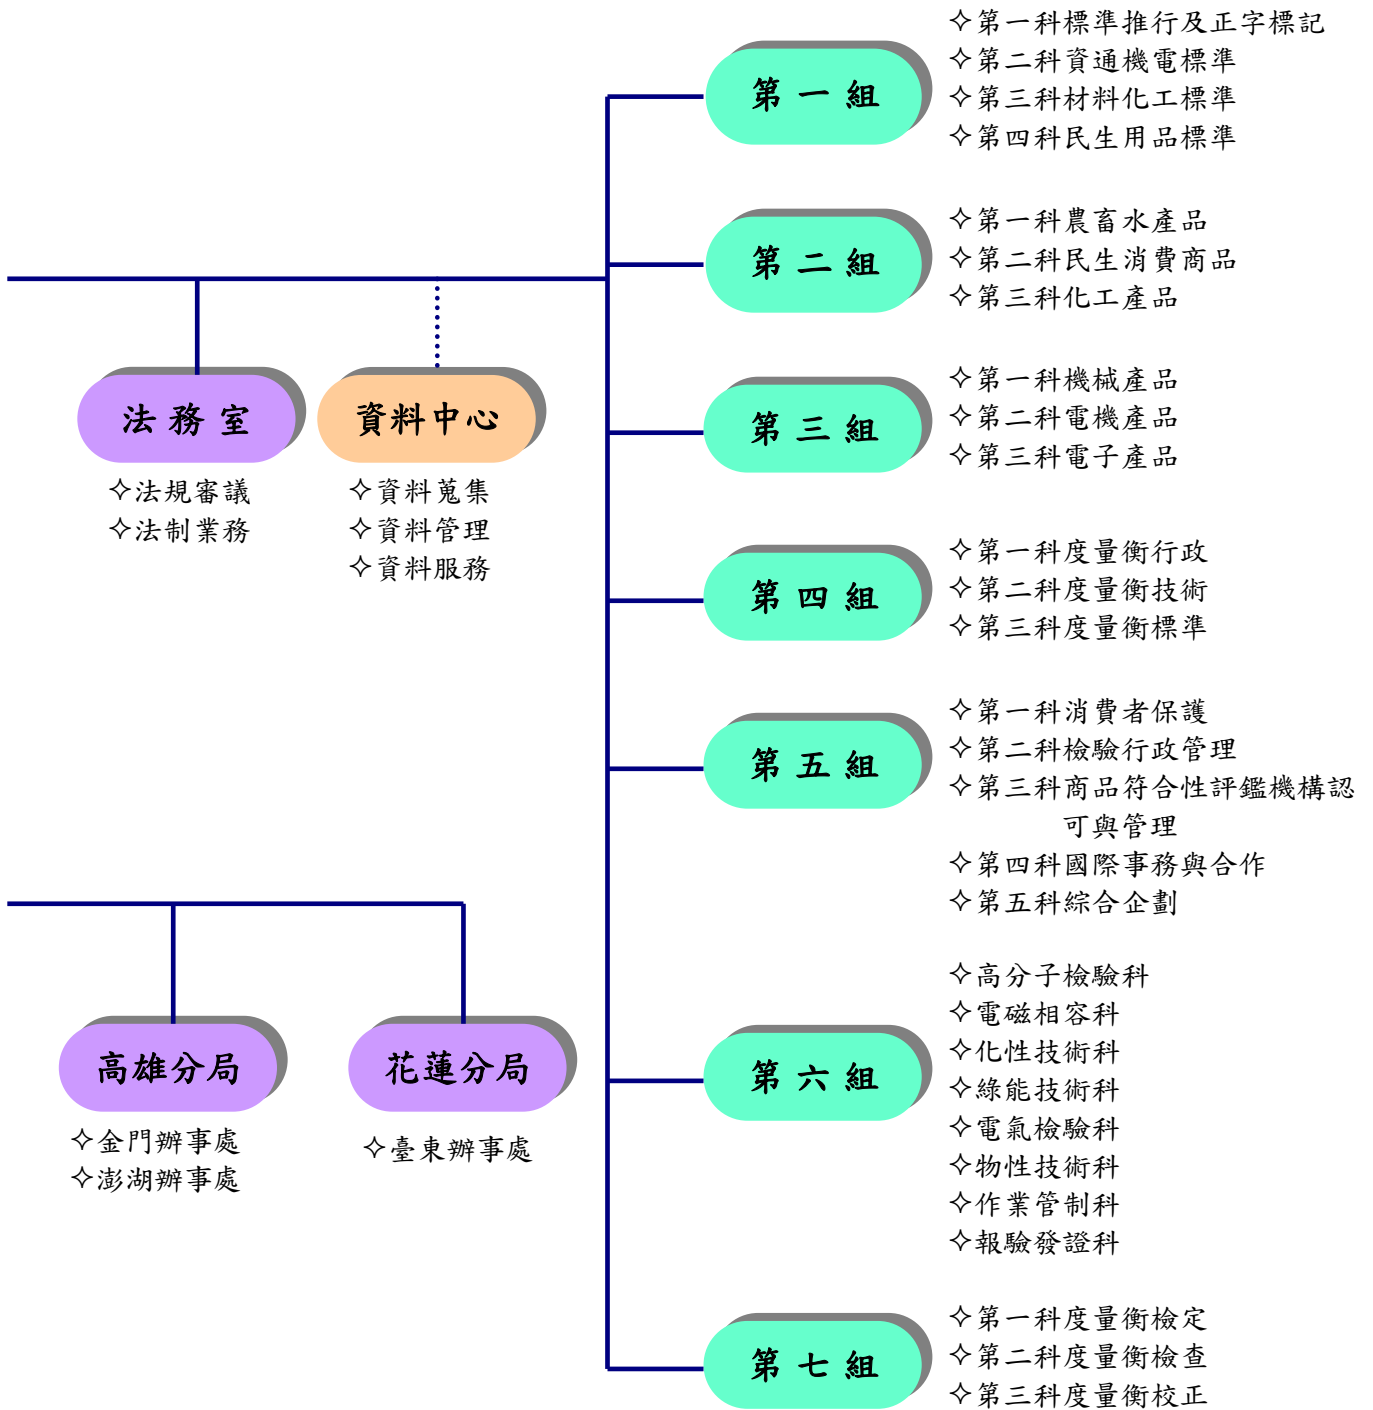 第一組
✧第一科標準推行及正字標記
✧第二科資通機電標準
✧第三科材料化工標準
✧第四科民生用品標準
第二組
✧第一科農畜水產品
✧第二科民生消費商品
✧第三科化工產品
法務室
✧法規審議
✧法制業務
資料中心
✧資料蒐集
✧資料管理
✧資料服務
第三組
✧第一科機械產品
✧第二科電機產品
✧第三科電子產品
第四組
✧第一科度量衡行政
✧第二科度量衡技術
✧第三科度量衡標準
第五組
✧第一科消費者保護
✧第二科檢驗行政管理
✧第三科商品符合性評鑑機構認
可與管理
✧第四科國際事務與合作
✧第五科綜合企劃
高雄分局
✧金門辦事處
✧澎湖辦事處
花蓮分局
✧臺東辦事處
第六組
✧高分子檢驗科
✧電磁相容科
✧化性技術科
✧綠能技術科
✧電氣檢驗科
✧物性技術科
✧作業管制科
✧報驗發證科
第七組
✧第一科度量衡檢定
✧第二科度量衡檢查
✧第三科度量衡校正